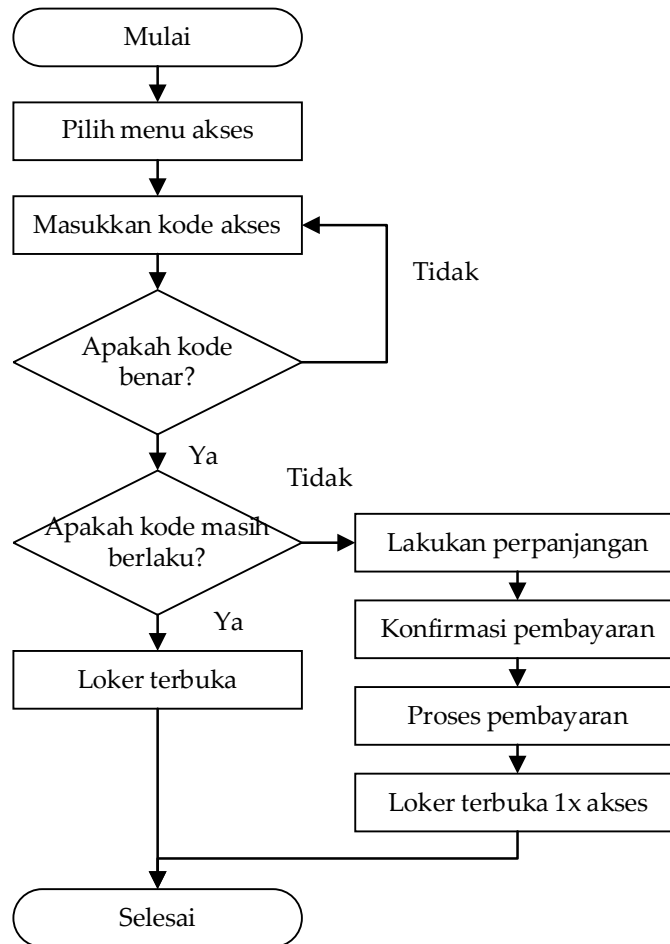 Mulai
Pilih menu akses
Masukkan kode akses
Tidak
Apakah kode
benar?
Ya
Tidak
Apakah kode masih
berlaku?
Lakukan perpanjangan
Ya
Konfirmasi pembayaran
Loker terbuka
Proses pembayaran
Loker terbuka 1x akses
Selesai